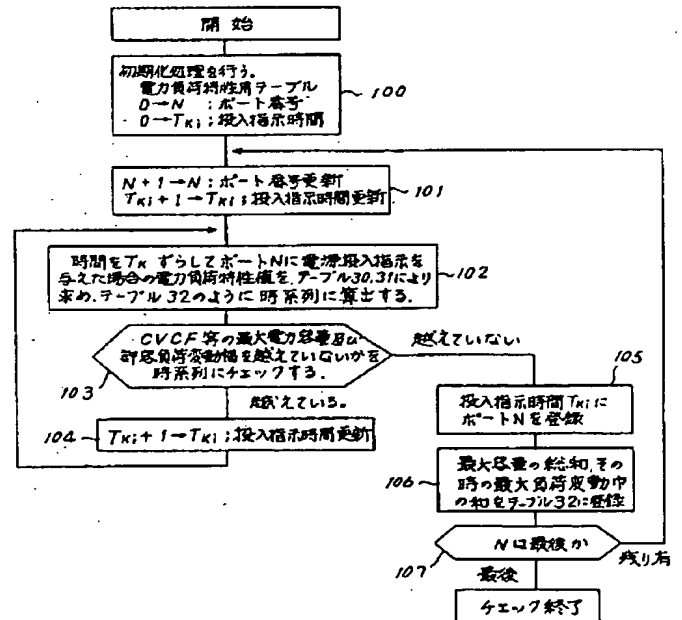 開始
初期化処理を行う。
電力負荷特性用テーブル
0→N :ポート番号
0→TKi;投入指示時間
100
N+1→N:ポート番号更新
TKi+1→TKi;投入指示時間更新
101
時間をTK ずらしてポートNに電源投入指示を
与えた場合の電力負荷特性値を,テーブル30,31により
求め,テーブル32のように時系列に算出する。
102
CVCF等の最大電力容量及び
許容負荷変動幅を越えていないかを
時系列にチェックする.
103
越えていない
越えている。
104
TKi+1→TKi;投入指示時間更新
105
投入指示時間TKiに
ポートNを登録
最大容量の総和,その
時の最大負荷変動巾
の和をテーブル32に登録
106
Nは最後か
107
残り有
最後
チェック終了